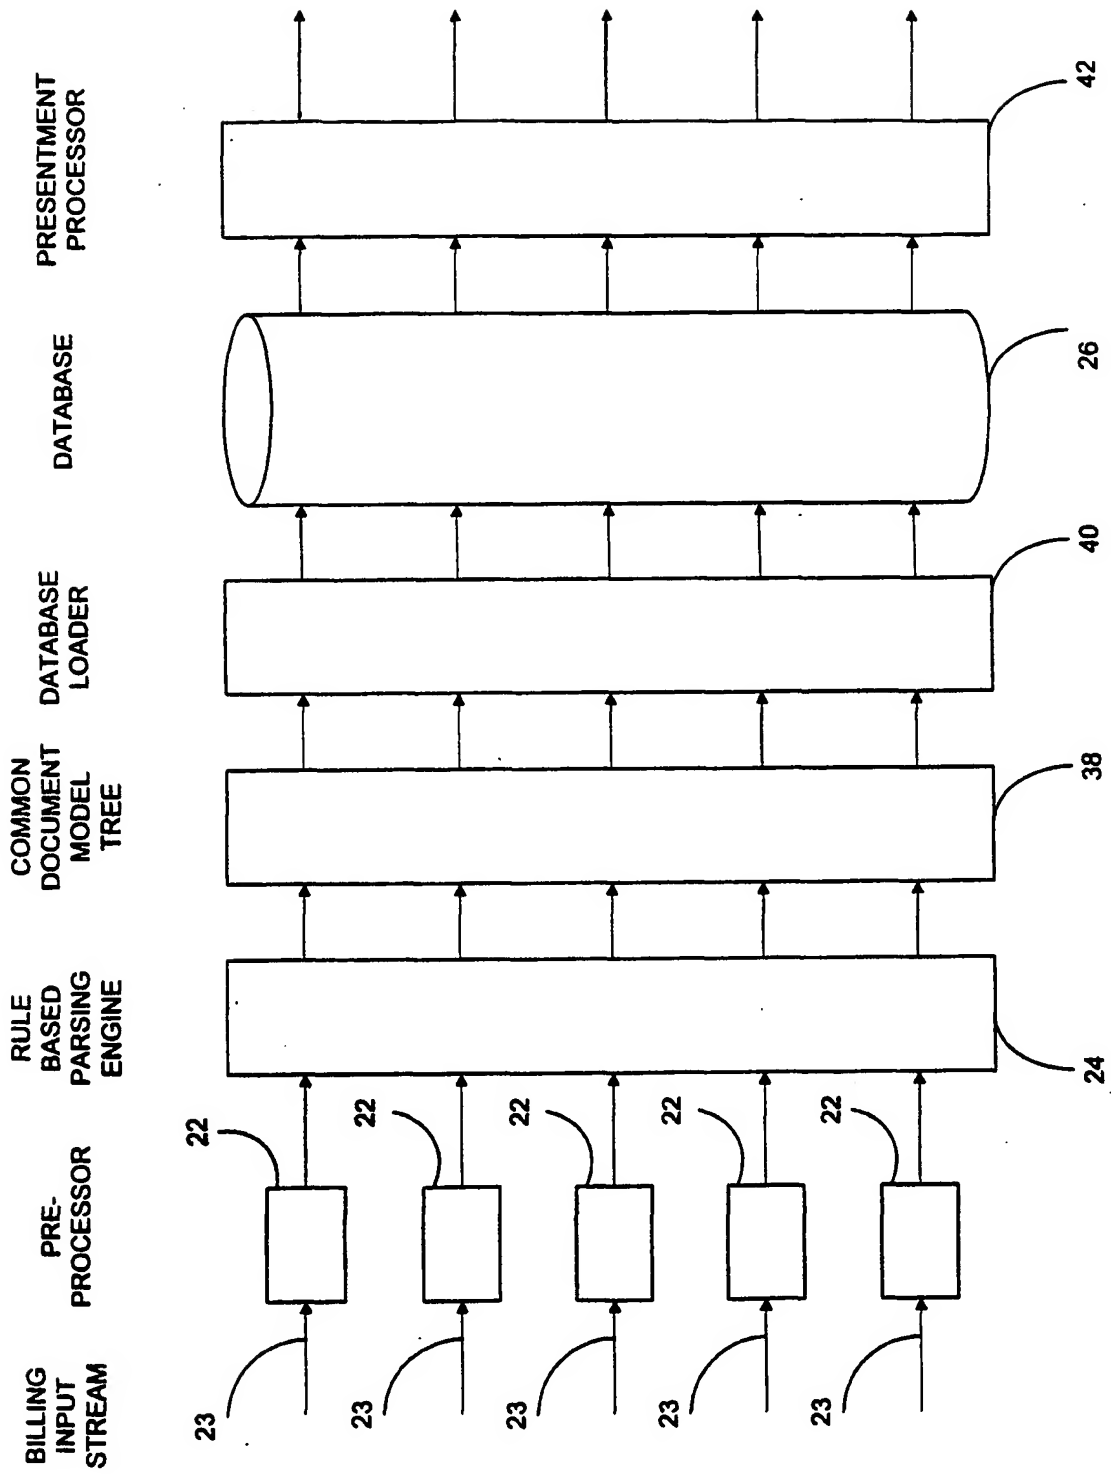 BILLING
INPUT
STREAM
PRE-
PROCESSOR
RULE
BASED
PARSING
ENGINE
COMMON
DOCUMENT
MODEL
TREE
DATABASE
LOADER
DATABASE
PRESENTMENT
PROCESSOR
23
22
23
22
23
22
23
22
23
22
24
38
40
26
42